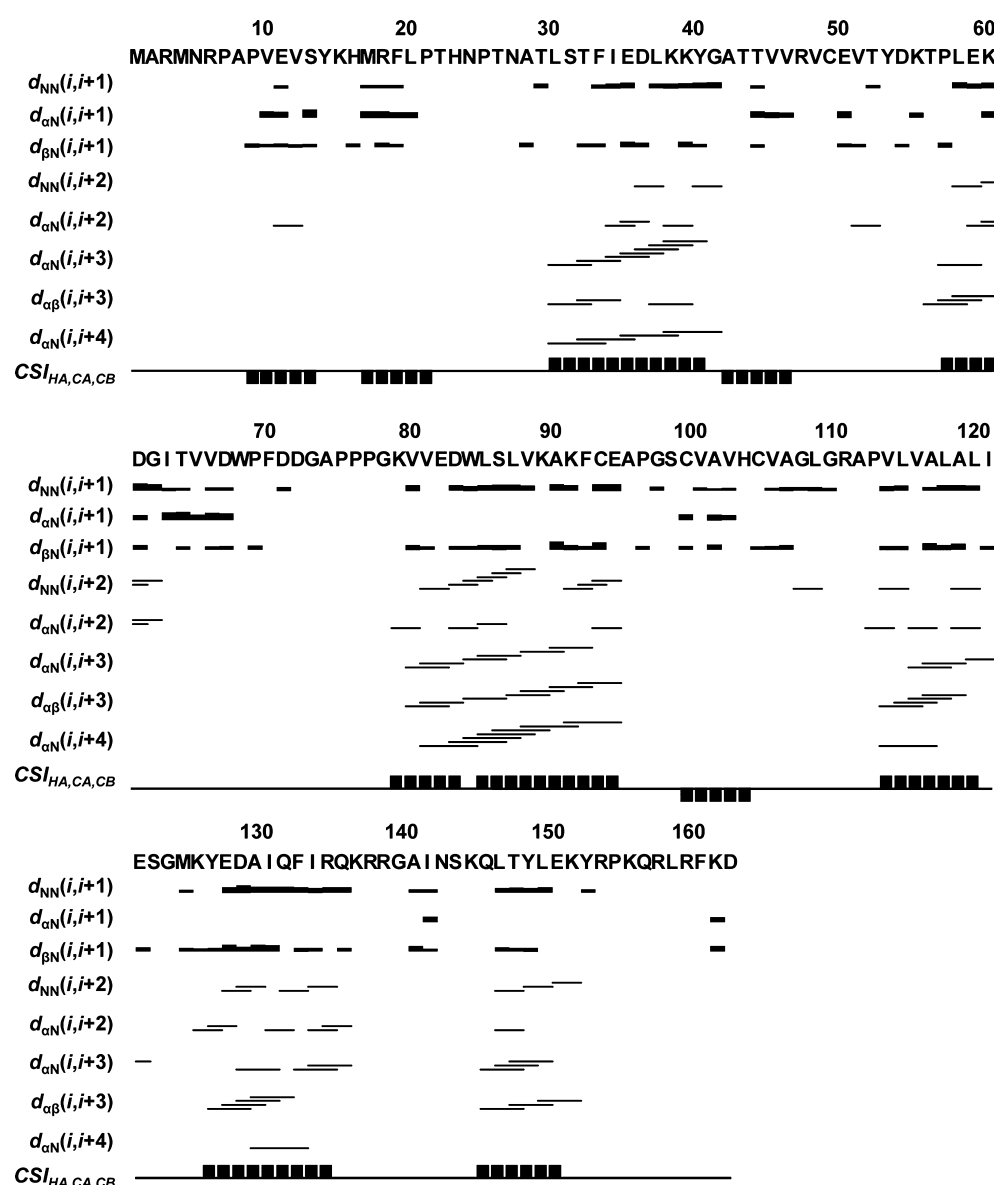 10 20 30 40 50 60
MARMNRPAPVEVSYKHMRFLPTHNPTNATLSTFIEDLKKYGATTVVRVCEVTYDKTPLEK
dNN(i,i+1)
dαN(i,i+1)
dβN(i,i+1)
dNN(i,i+2)
dαN(i,i+2)
dαN(i,i+3)
dαβ(i,i+3)
dαN(i,i+4)
CSIHA,CA,CB
70 80 90 100 110 120
DGITVVDWPFDDGAPPPGKVVEDWLSLVKAKFCEAPGSCVAVHCVAGLGRAPVLVALALI
dNN(i,i+1)
dαN(i,i+1)
dβN(i,i+1)
dNN(i,i+2)
dαN(i,i+2)
dαN(i,i+3)
dαβ(i,i+3)
dαN(i,i+4)
CSIHA,CA,CB
130 140 150 160
ESGMKYEDAIQFIRQKRRGAINSKQLTYLEKYRPKQRLRFKD
dNN(i,i+1)
dαN(i,i+1)
dβN(i,i+1)
dNN(i,i+2)
dαN(i,i+2)
dαN(i,i+3)
dαβ(i,i+3)
dαN(i,i+4)
CSIHA,CA,CB